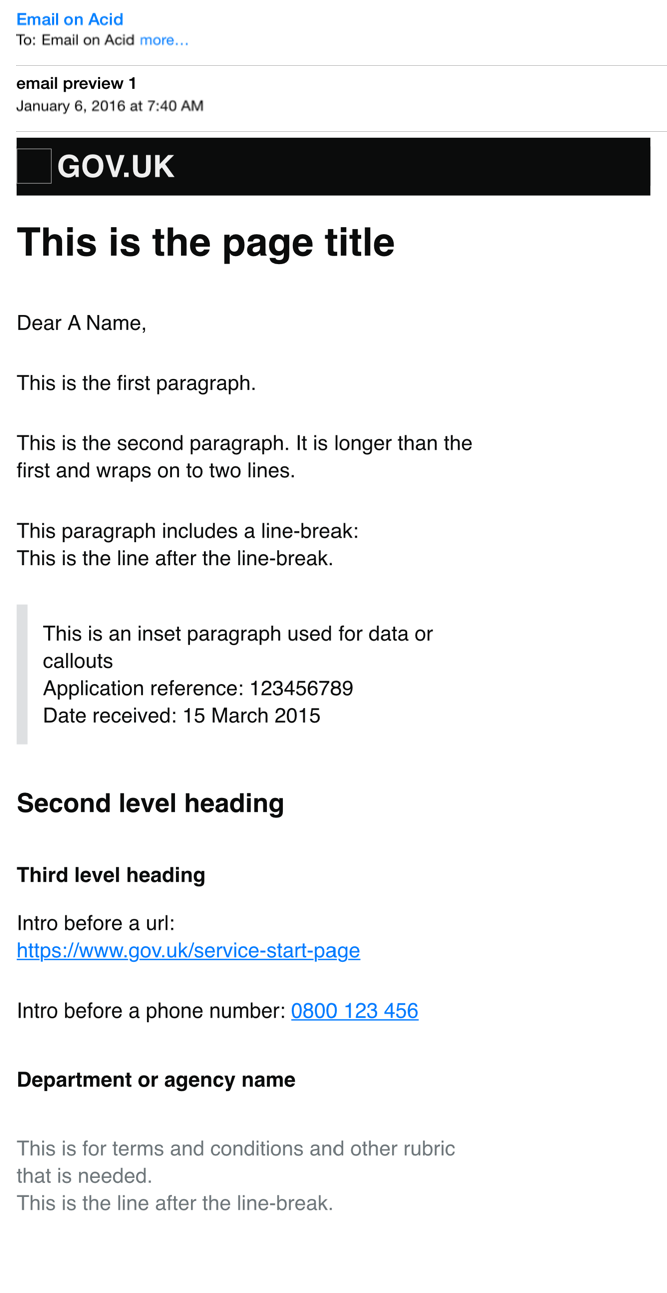 Email on Acid
To: Email on Acid more...
email preview 1
January 6, 2016 at 7:40 AM
GOV.UK
This is the page title
Dear A Name,
This is the first paragraph.
This is the second paragraph. It is longer than the
first and wraps on to two lines.
This paragraph includes a line-break:
This is the line after the line-break.
This is an inset paragraph used for data or
callouts
Application reference: 123456789
Date received: 15 March 2015
Second level heading
Third level heading
Intro before a url:
https://www.gov.uk/service-start-page
Intro before a phone number: 0800 123 456
Department or agency name
This is for terms and conditions and other rubric
that is needed.
This is the line after the line-break.